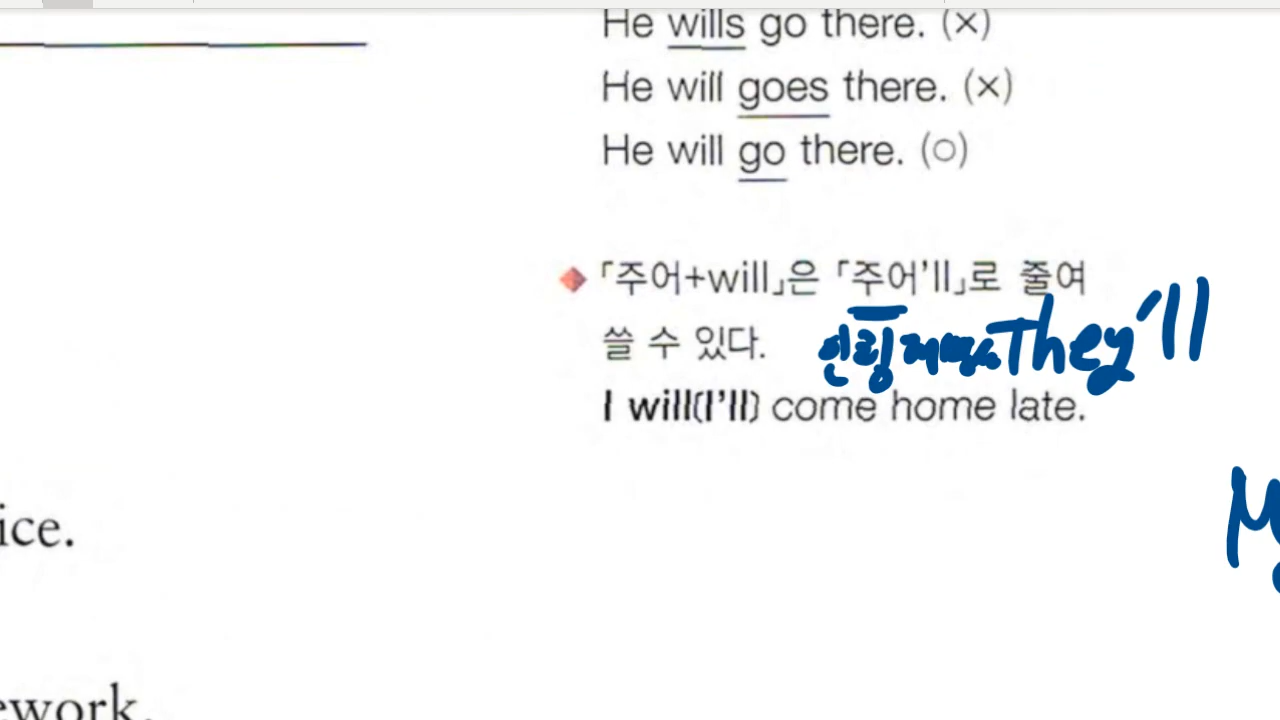 He wills go there. (×)
He will goes there. (×)
He will go there. (○)
「주어+will」은 「주어’ll」로 줄여
쓸 수 있다.
They’ll
I will(I’ll) come home late.
ice.
ework.